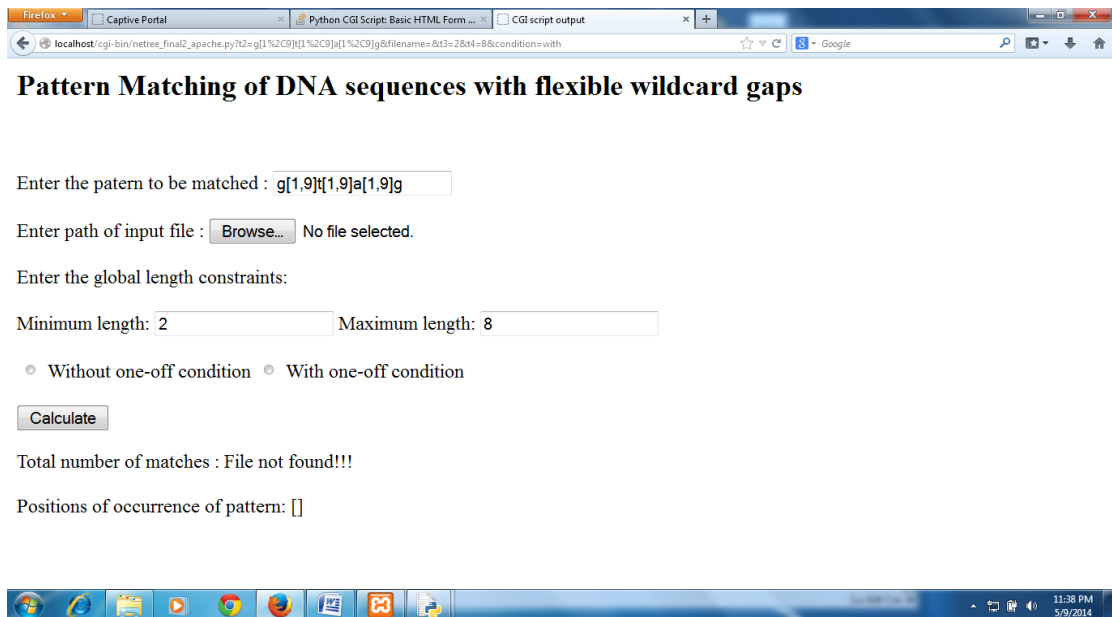 Firefox
Captive Portal ×
Python CGI Script: Basic HTML Form ... ×
CGI script output ×
localhost/cgi-bin/netree_final2_apache.py?t2=g[1%2C9]t[1%2C9]a[1%2C9]g&filename=&t3=2&t4=8&condition=with
8 Google
Pattern Matching of DNA sequences with flexible wildcard gaps
Enter the patern to be matched : g[1,9]t[1,9]a[1,9]g
Enter path of input file : Browse... No file selected.
Enter the global length constraints:
Minimum length: 2 Maximum length: 8
Without one-off condition With one-off condition
Calculate
Total number of matches : File not found!!!
Positions of occurrence of pattern: []
11:38 PM
5/9/2014